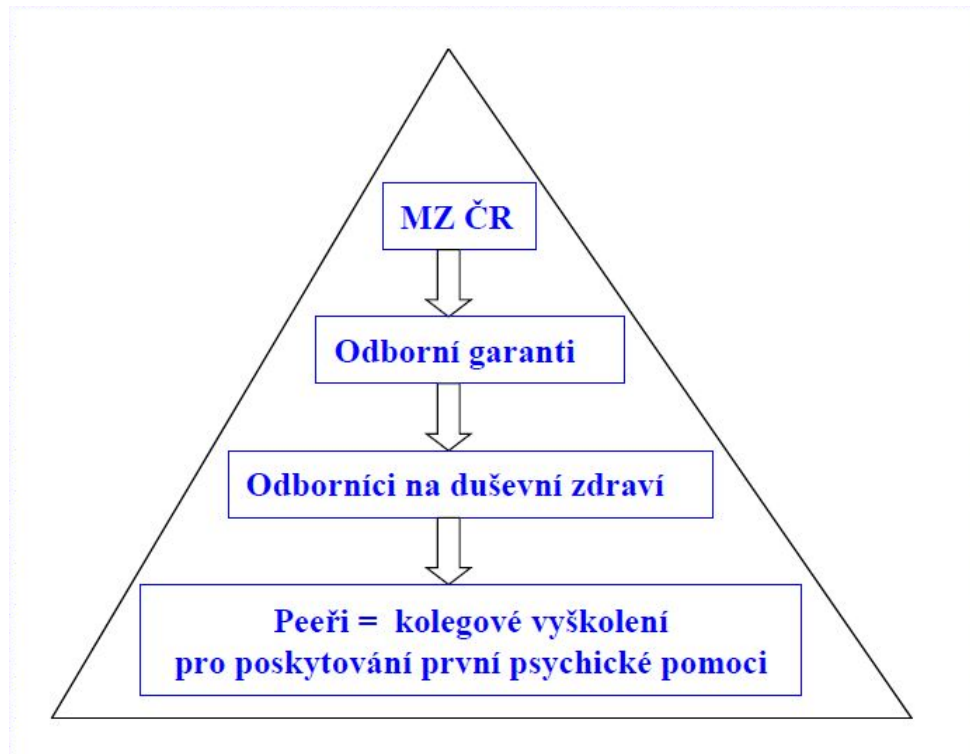 MZ ČR
Odborní garanti
Odborníci na duševní zdraví
Peeři = kolegové vyškolení
pro poskytování první psychické pomoci